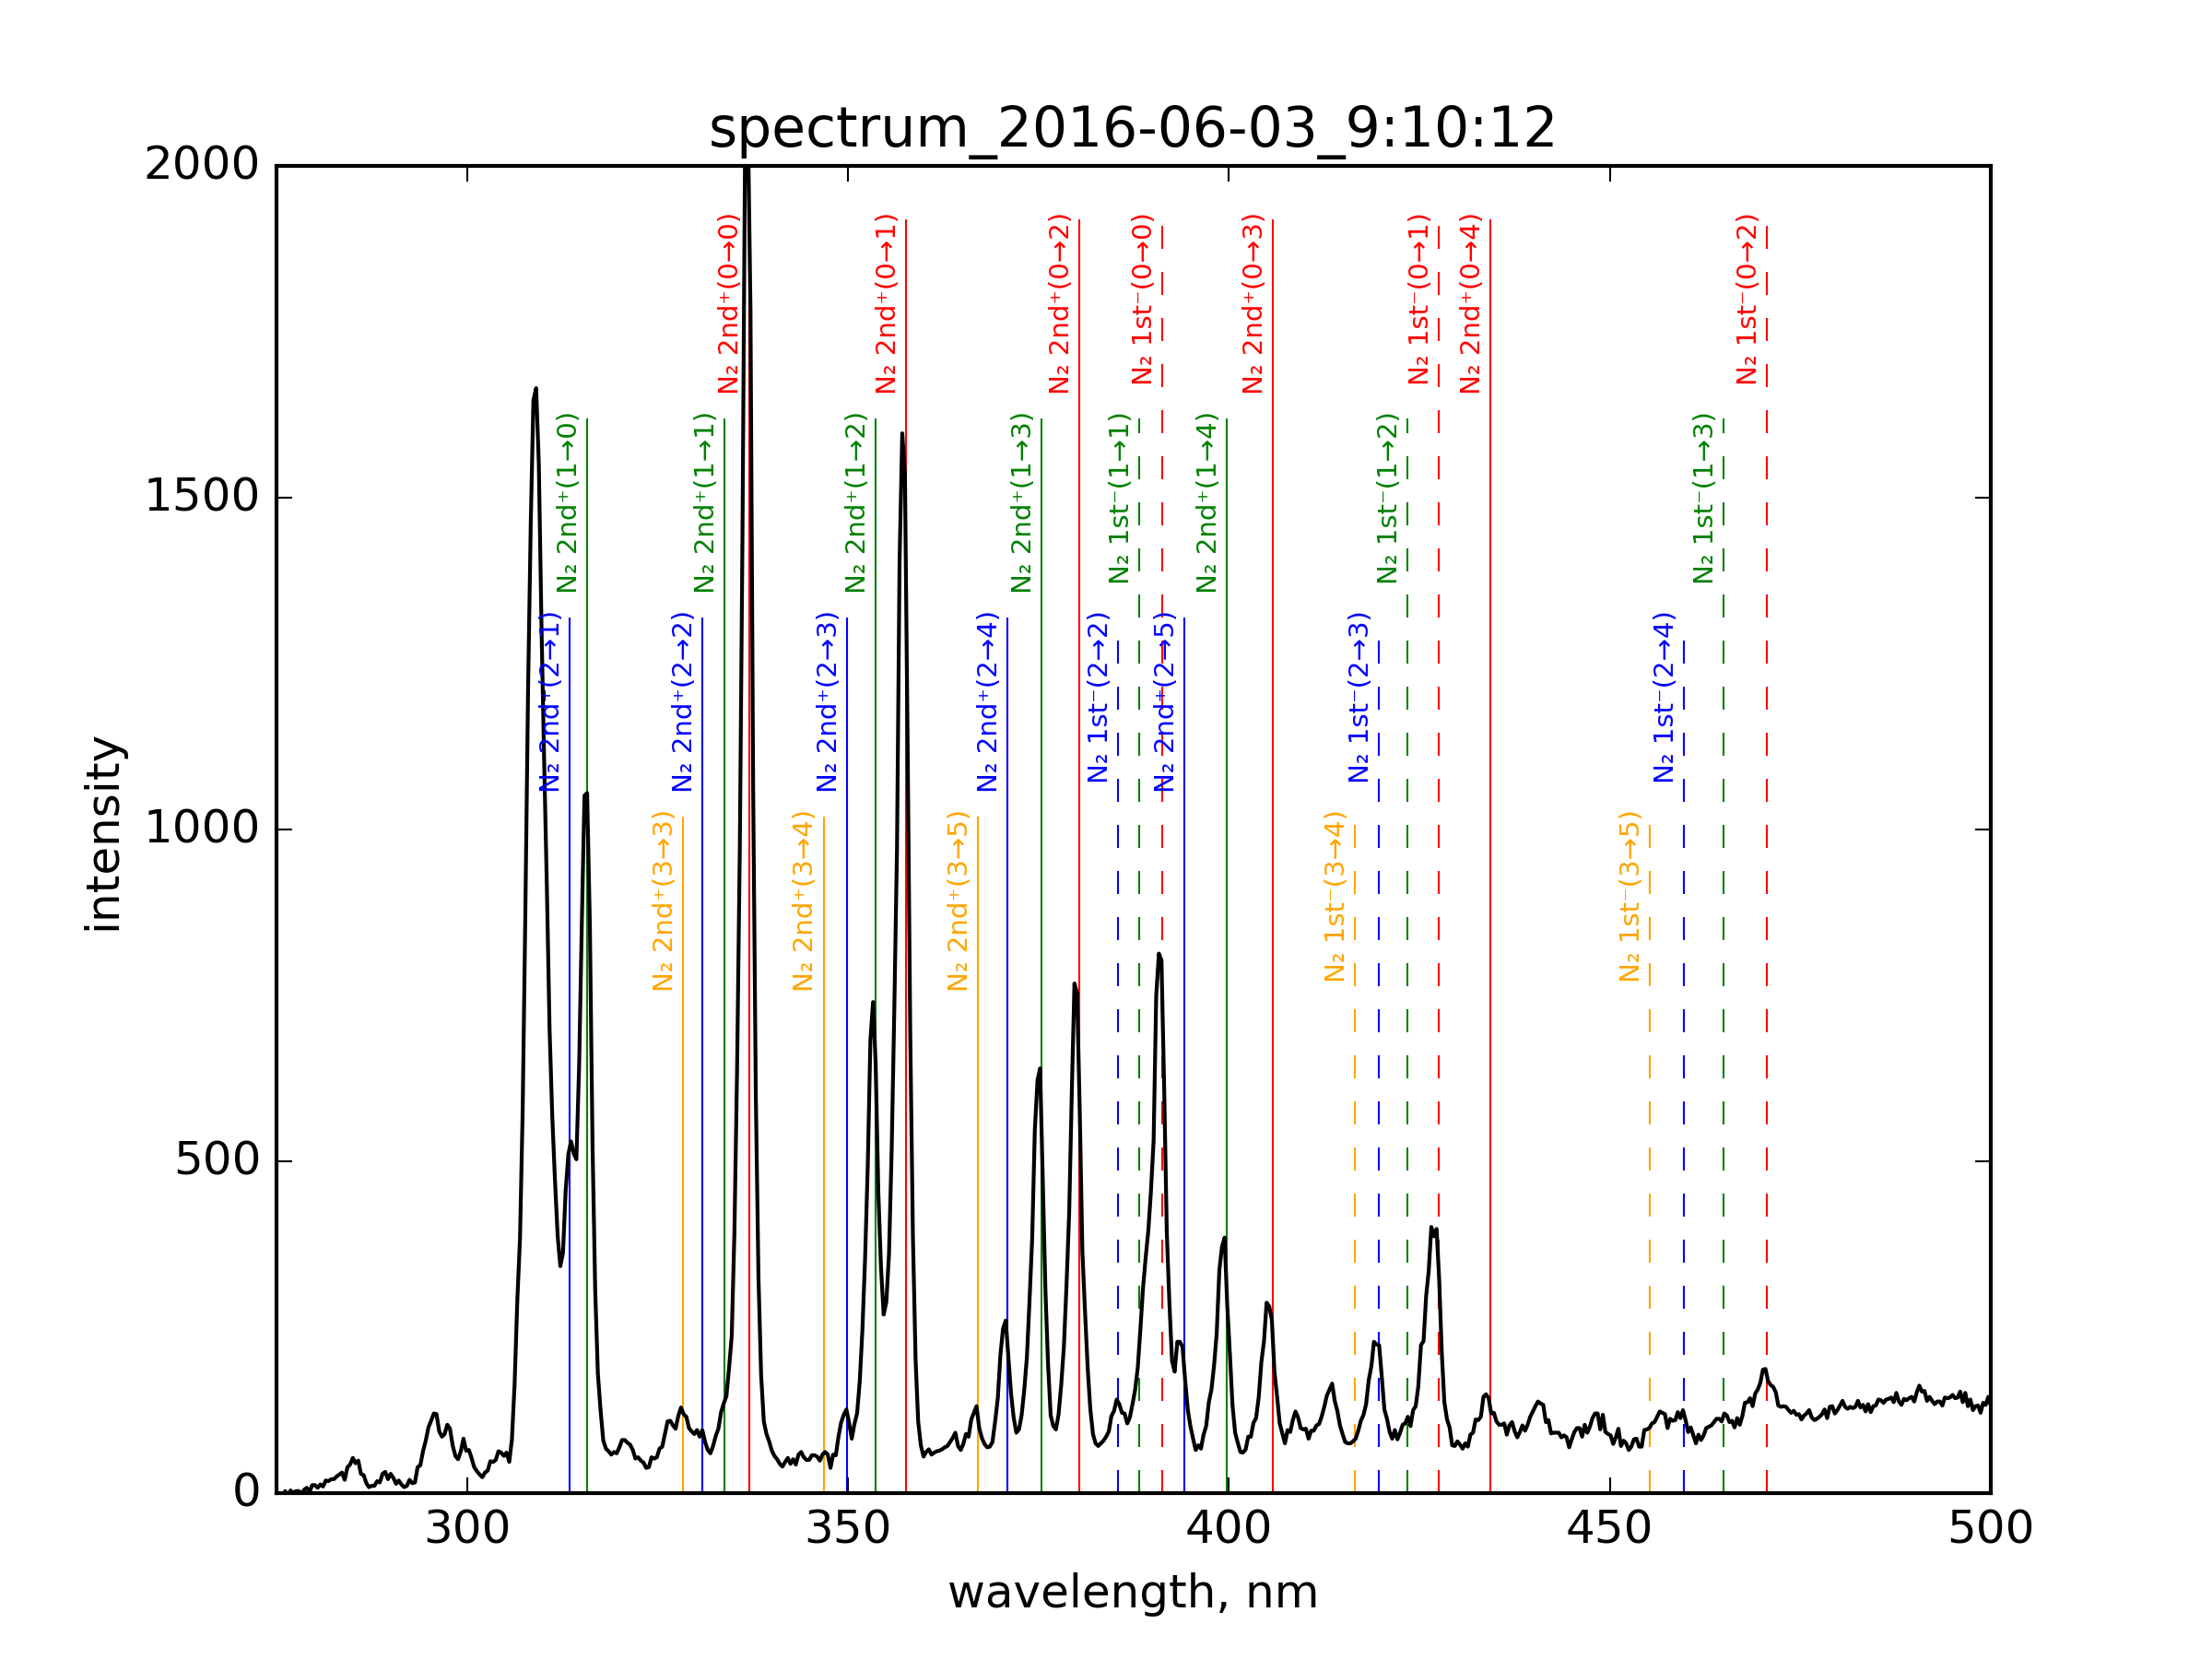 spectrum_2016-06-03_9:10:12
2000
1500
1000
500
0
intensity
N₂ 2nd⁺(0→0)
N₂ 2nd⁺(0→1)
N₂ 2nd⁺(0→2)
N₂ 1st⁻(0→0)
N₂ 2nd⁺(0→3)
N₂ 1st⁻(0→1)
N₂ 2nd⁺(0→4)
N₂ 1st⁻(0→2)
N₂ 2nd⁺(1→0)
N₂ 2nd⁺(1→1)
N₂ 2nd⁺(1→2)
N₂ 2nd⁺(1→3)
N₂ 1st⁻(1→1)
N₂ 2nd⁺(1→4)
N₂ 1st⁻(1→2)
N₂ 1st⁻(1→3)
N₂ 2nd⁺(2→1)
N₂ 2nd⁺(2→2)
N₂ 2nd⁺(2→3)
N₂ 2nd⁺(2→4)
N₂ 1st⁻(2→2)
N₂ 2nd⁺(2→5)
N₂ 1st⁻(2→3)
N₂ 1st⁻(2→4)
N₂ 2nd⁺(3→3)
N₂ 2nd⁺(3→4)
N₂ 2nd⁺(3→5)
N₂ 1st⁻(3→4)
N₂ 1st⁻(3→5)
300 350 400 450 500
wavelength, nm